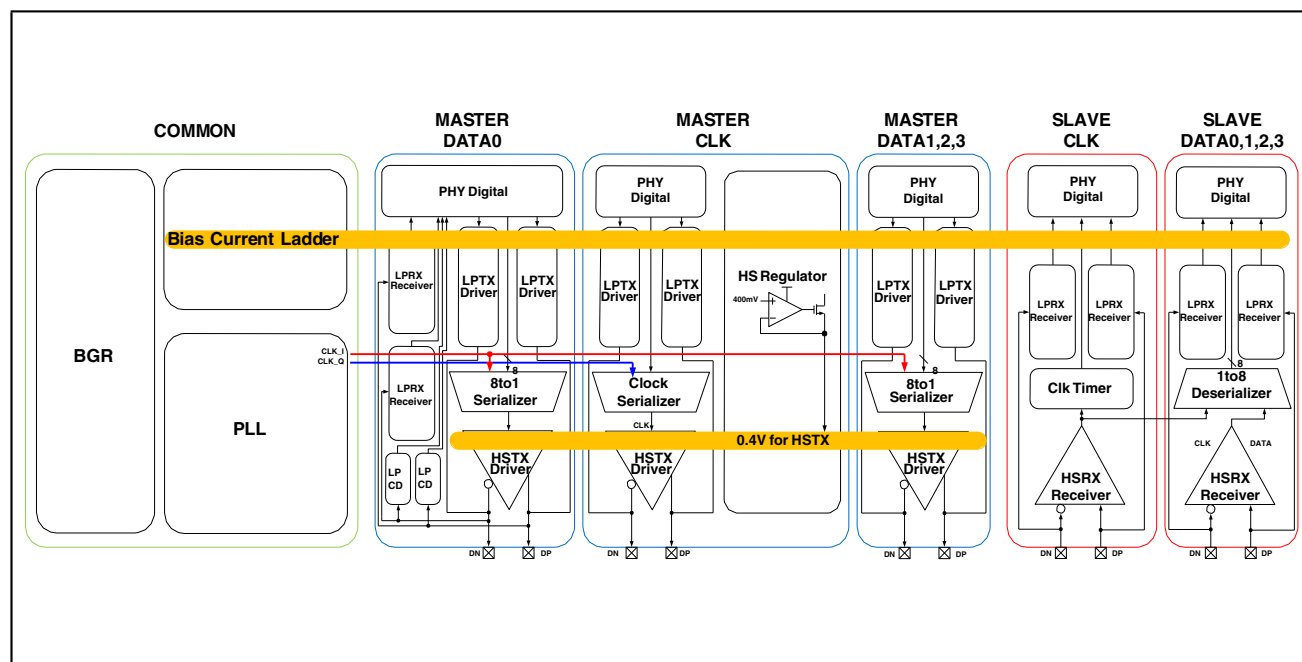 COMMON
MASTER
DATA0
MASTER
CLK
MASTER
DATA1,2,3
SLAVE
CLK
SLAVE
DATA0,1,2,3
BGR
Bias Current Ladder
PLL
CLK_I
CLK_Q
PHY Digital
LPRX
Receiver
LPTX
Driver
LPTX
Driver
LPRX
Receiver
8
8to1
Serializer
HSTX
Driver
LP
CD
LP
CD
DN
DP
PHY
Digital
LPTX
Driver
LPTX
Driver
Clock
Serializer
CLK
HSTX
Driver
DN
DP
HS Regulator
400mV
0.4V for HSTX
PHY
Digital
LPTX
Driver
LPTX
Driver
8
8to1
Serializer
HSTX
Driver
DN
DP
PHY
Digital
LPRX
Receiver
LPRX
Receiver
Clk Timer
HSRX
Receiver
DN
DP
PHY
Digital
LPRX
Receiver
LPRX
Receiver
8
1to8
Deserializer
CLK
DATA
HSRX
Receiver
DN
DP